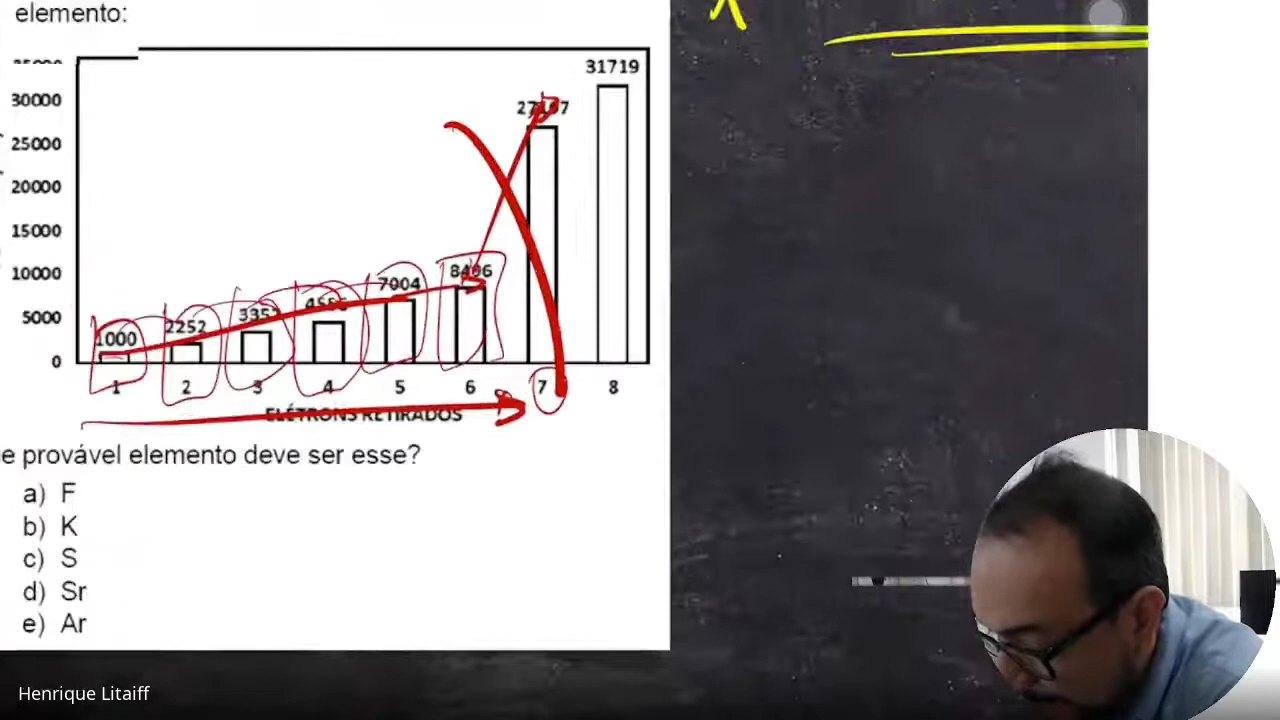 elemento:
31719
30000
25000
20000
15000
10000
5000
0
7004
2252
1000
1 2 3 4 5 6 7 8
ELÉTRONS RETIRADOS
e provável elemento deve ser esse?
a) F
b) K
c) S
d) Sr
e) Ar
Henrique Litaiff